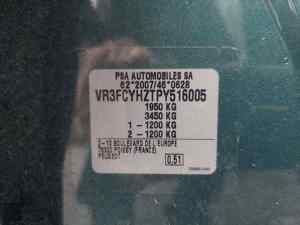 PSA AUTOMOBILES SA
e2*2007/46*0628
VR3FCYHZTPY516005
1950 KG
3450 KG
1 - 1200 KG
2 - 1200 KG
2-10 BOULEVARD DE L'EUROPE
78300 POISSY (FRANCE)
PEUGEOT
0.51